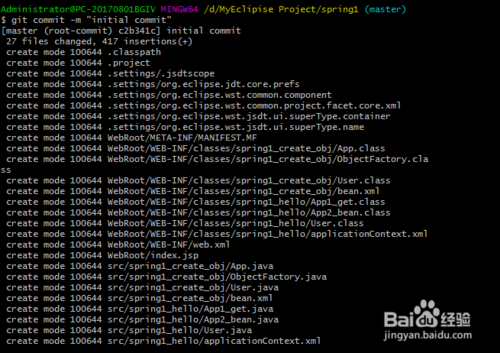 Administrator@PC-20170801BGIV MINGW64 /d/MyEclipise Project/spring1 (master)
$ git commit -m "initial commit"
[master (root-commit) c2b341c] initial commit
 27 files changed, 417 insertions(+)
 create mode 100644 .classpath
 create mode 100644 .project
 create mode 100644 .settings/.jsdtscope
 create mode 100644 .settings/org.eclipse.jdt.core.prefs
 create mode 100644 .settings/org.eclipse.wst.common.component
 create mode 100644 .settings/org.eclipse.wst.common.project.facet.core.xml
 create mode 100644 .settings/org.eclipse.wst.jsdt.ui.superType.container
 create mode 100644 .settings/org.eclipse.wst.jsdt.ui.superType.name
 create mode 100644 WebRoot/META-INF/MANIFEST.MF
 create mode 100644 WebRoot/WEB-INF/classes/spring1_create_obj/App.class
 create mode 100644 WebRoot/WEB-INF/classes/spring1_create_obj/ObjectFactory.cla
ss
 create mode 100644 WebRoot/WEB-INF/classes/spring1_create_obj/User.class
 create mode 100644 WebRoot/WEB-INF/classes/spring1_create_obj/bean.xml
 create mode 100644 WebRoot/WEB-INF/classes/spring1_hello/App1_get.class
 create mode 100644 WebRoot/WEB-INF/classes/spring1_hello/App2_bean.class
 create mode 100644 WebRoot/WEB-INF/classes/spring1_hello/User.class
 create mode 100644 WebRoot/WEB-INF/classes/spring1_hello/applicationContext.xml
 create mode 100644 WebRoot/WEB-INF/web.xml
 create mode 100644 WebRoot/index.jsp
 create mode 100644 src/spring1_create_obj/App.java
 create mode 100644 src/spring1_create_obj/ObjectFactory.java
 create mode 100644 src/spring1_create_obj/User.java
 create mode 100644 src/spring1_create_obj/bean.xml
 create mode 100644 src/spring1_hello/App1_get.java
 create mode 100644 src/spring1_hello/App2_bean.java
 create mode 100644 src/spring1_hello/User.java
 create mode 100644 src/spring1_hello/applicationContext.xml
Baidu经验
jingyan.baidu.com